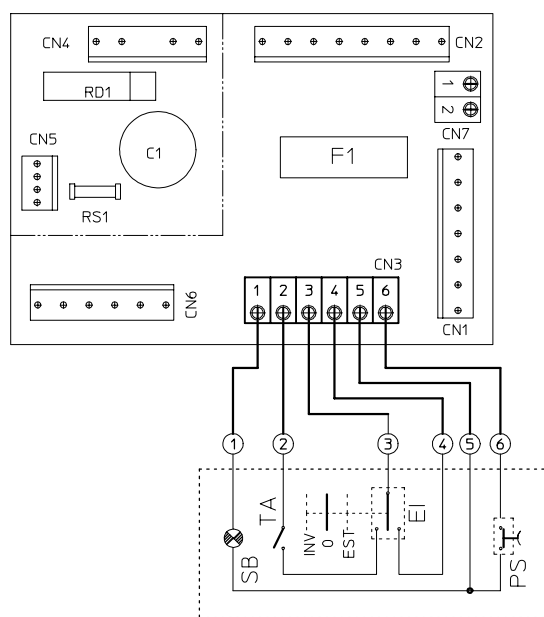 CN4
CN2
RD1
1
2
CN5
C1
F1
CN7
RS1
CN3
CN6
1 2 3 4 5 6
CN1
1 2 3 4 5 6
TA
INV
0
EST
EI
SB
PS